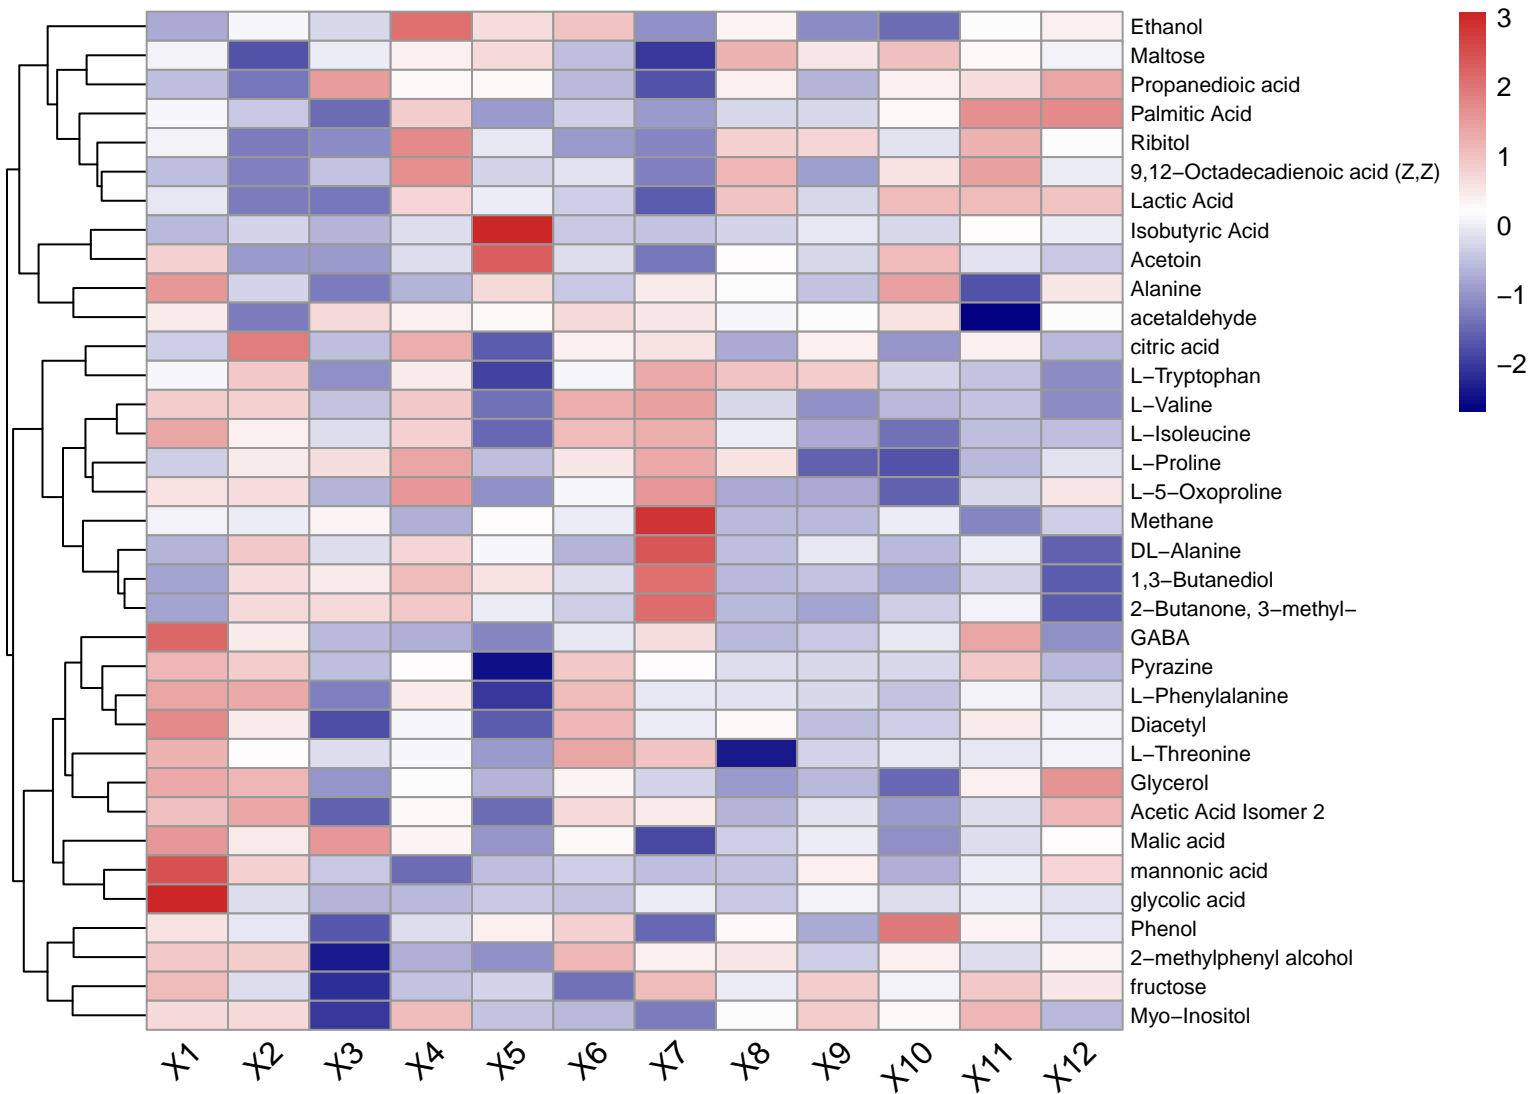 Ethanol
Maltose
Propanedioic acid
Palmitic Acid
Ribitol
9,12−Octadecadienoic acid (Z,Z)
Lactic Acid
Isobutyric Acid
Acetoin
Alanine
acetaldehyde
citric acid
L−Tryptophan
L−Valine
L−Isoleucine
L−Proline
L−5−Oxoproline
Methane
DL−Alanine
1,3−Butanediol
2−Butanone, 3−methyl−
GABA
Pyrazine
L−Phenylalanine
Diacetyl
L−Threonine
Glycerol
Acetic Acid Isomer 2
Malic acid
mannonic acid
glycolic acid
Phenol
2−methylphenyl alcohol
fructose
Myo−Inositol
X1 X2 X3 X4 X5 X6 X7 X8 X9 X10 X11 X12
3
2
1
0
−1
−2